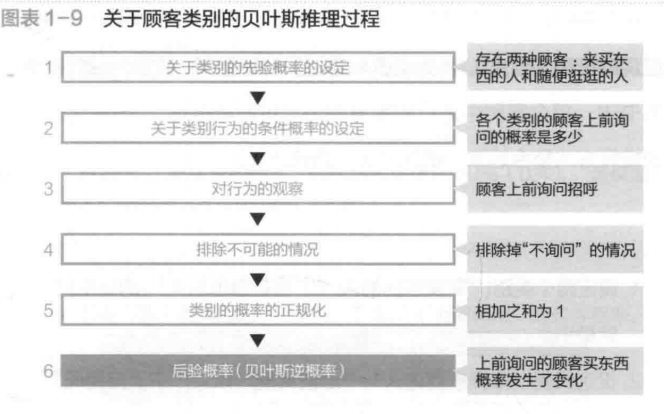 图表 1-9 关于顾客类别的贝叶斯推理过程
1 关于类别的先验概率的设定
存在两种顾客：来买东
西的人和随便逛逛的人
2 关于类别行为的条件概率的设定
各个类别的顾客上前询
问的概率是多少
3 对行为的观察
顾客上前询问招呼
4 排除不可能的情况
排除掉“不询问”的情况
5 类别的概率的正规化
相加之和为 1
6 后验概率（贝叶斯逆概率）
上前询问的顾客买东西
概率发生了变化